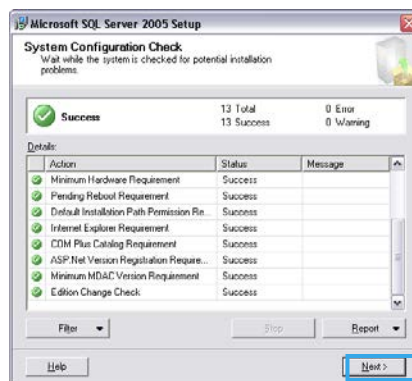 Microsoft SQL Server 2005 Setup
System Configuration Check
Wait while the system is checked for potential installation
problems.
Success
13 Total 0 Error
13 Success 0 Warning
Details:
Action Status Message
Minimum Hardware Requirement Success
Pending Reboot Requirement Success
Default Installation Path Permission Re... Success
Internet Explorer Requirement Success
COM Plus Catalog Requirement Success
ASP.Net Version Registration Require... Success
Minimum MDAC Version Requirement Success
Edition Change Check Success
Filter Stop Report
Help Next >